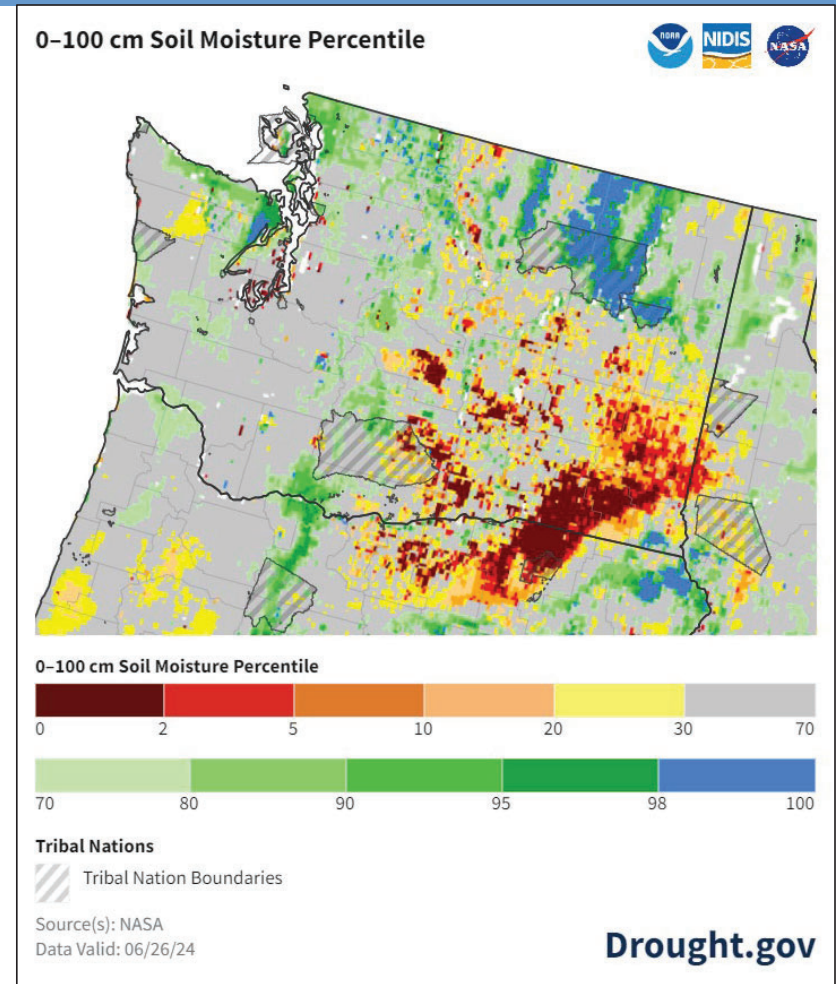 0–100 cm Soil Moisture Percentile
NOAA
NIDIS
NASA
0–100 cm Soil Moisture Percentile
0 2 5 10 20 30 70
70 80 90 95 98 100
Tribal Nations
Tribal Nation Boundaries
Source(s): NASA
Data Valid: 06/26/24
Drought.gov